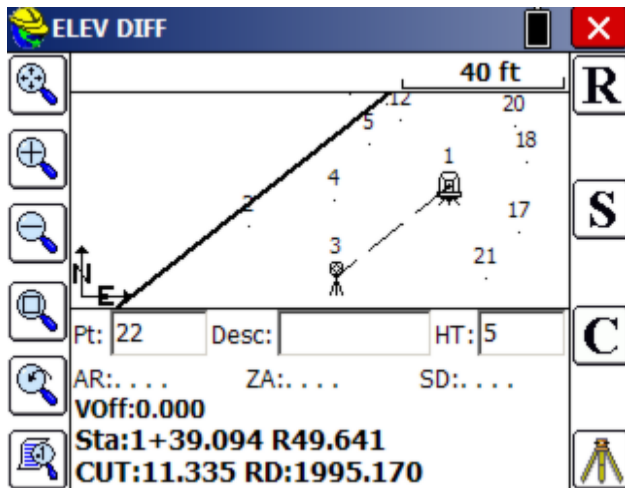 ELEV DIFF
40 ft
R
12
20
5
18
1
4
S
2
17
3
21
N
E
Pt: 22 Desc: HT: 5
C
AR:. . . . ZA:. . . . SD:. . . .
VOff:0.000
Sta:1+39.094 R49.641
CUT:11.335 RD:1995.170